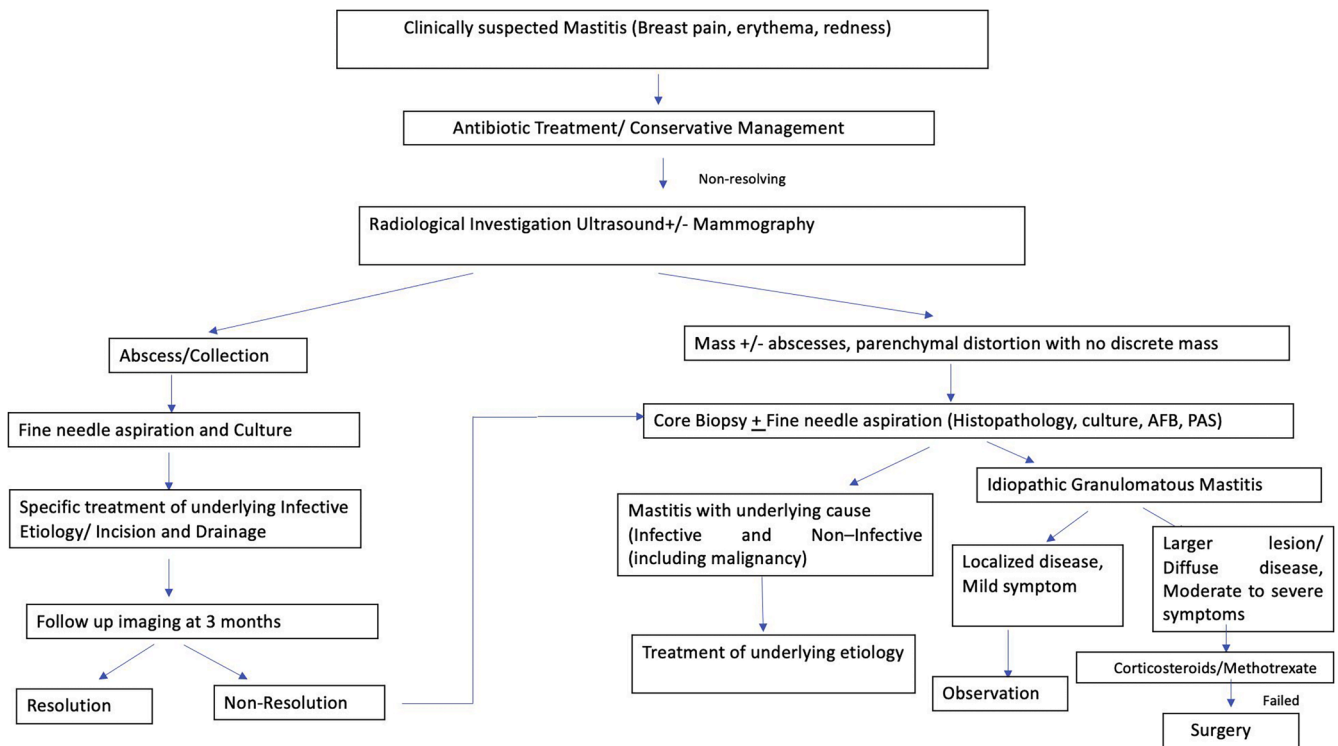 Clinically suspected Mastitis (Breast pain, erythema, redness)
Antibiotic Treatment/ Conservative Management
Non-resolving
Radiological Investigation Ultrasound+/- Mammography
Abscess/Collection
Mass +/- abscesses, parenchymal distortion with no discrete mass
Fine needle aspiration and Culture
Core Biopsy + Fine needle aspiration (Histopathology, culture, AFB, PAS)
Specific treatment of underlying Infective
Etiology/ Incision and Drainage
Mastitis with underlying cause
(Infective and Non–Infective
(including malignancy)
Idiopathic Granulomatous Mastitis
Localized disease,
Mild symptom
Larger lesion/
Diffuse disease,
Moderate to severe
symptoms
Follow up imaging at 3 months
Treatment of underlying etiology
Corticosteroids/Methotrexate
Resolution
Non-Resolution
Observation
Failed
Surgery